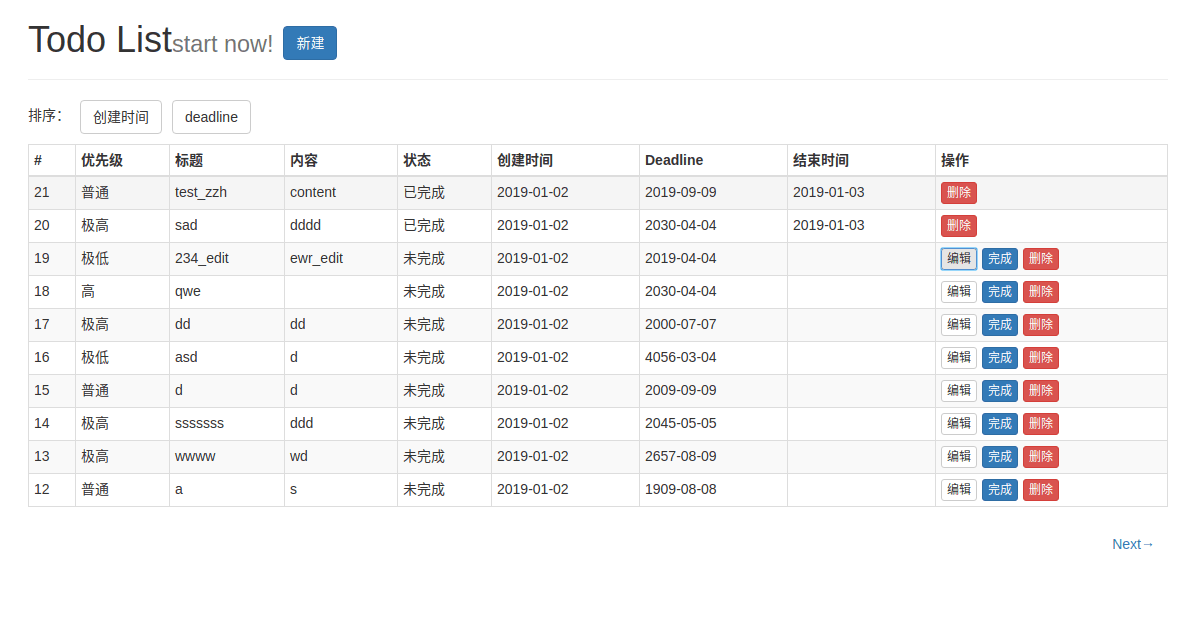 Todo List start now! 新建
排序： 创建时间 deadline
# 优先级 标题 内容 状态 创建时间 Deadline 结束时间 操作
21 普通 test_zzh content 已完成 2019-01-02 2019-09-09 2019-01-03 删除
20 极高 sad dddd 已完成 2019-01-02 2030-04-04 2019-01-03 删除
19 极低 234_edit ewr_edit 未完成 2019-01-02 2019-04-04 编辑 完成 删除
18 高 qwe 未完成 2019-01-02 2030-04-04 编辑 完成 删除
17 极高 dd dd 未完成 2019-01-02 2000-07-07 编辑 完成 删除
16 极低 asd d 未完成 2019-01-02 4056-03-04 编辑 完成 删除
15 普通 d d 未完成 2019-01-02 2009-09-09 编辑 完成 删除
14 极高 sssssss ddd 未完成 2019-01-02 2045-05-05 编辑 完成 删除
13 极高 wwww wd 未完成 2019-01-02 2657-08-09 编辑 完成 删除
12 普通 a s 未完成 2019-01-02 1909-08-08 编辑 完成 删除
Next→